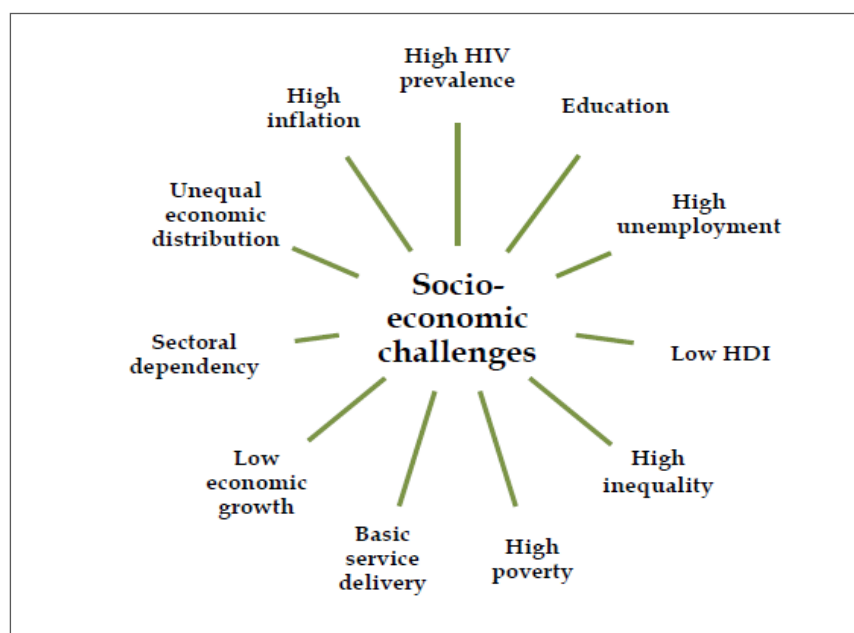 High HIV
prevalence
Education
High
unemployment
Low HDI
High
inequality
High
poverty
Basic
service
delivery
Low
economic
growth
Sectoral
dependency
Unequal
economic
distribution
High
inflation
Socio-
economic
challenges